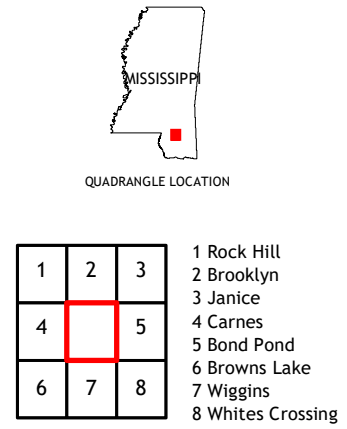 MISSISSIPPI
QUADRANGLE LOCATION
1 2 3
4 5
6 7 8
1 Rock Hill
2 Brooklyn
3 Janice
4 Carnes
5 Bond Pond
6 Browns Lake
7 Wiggins
8 Whites Crossing